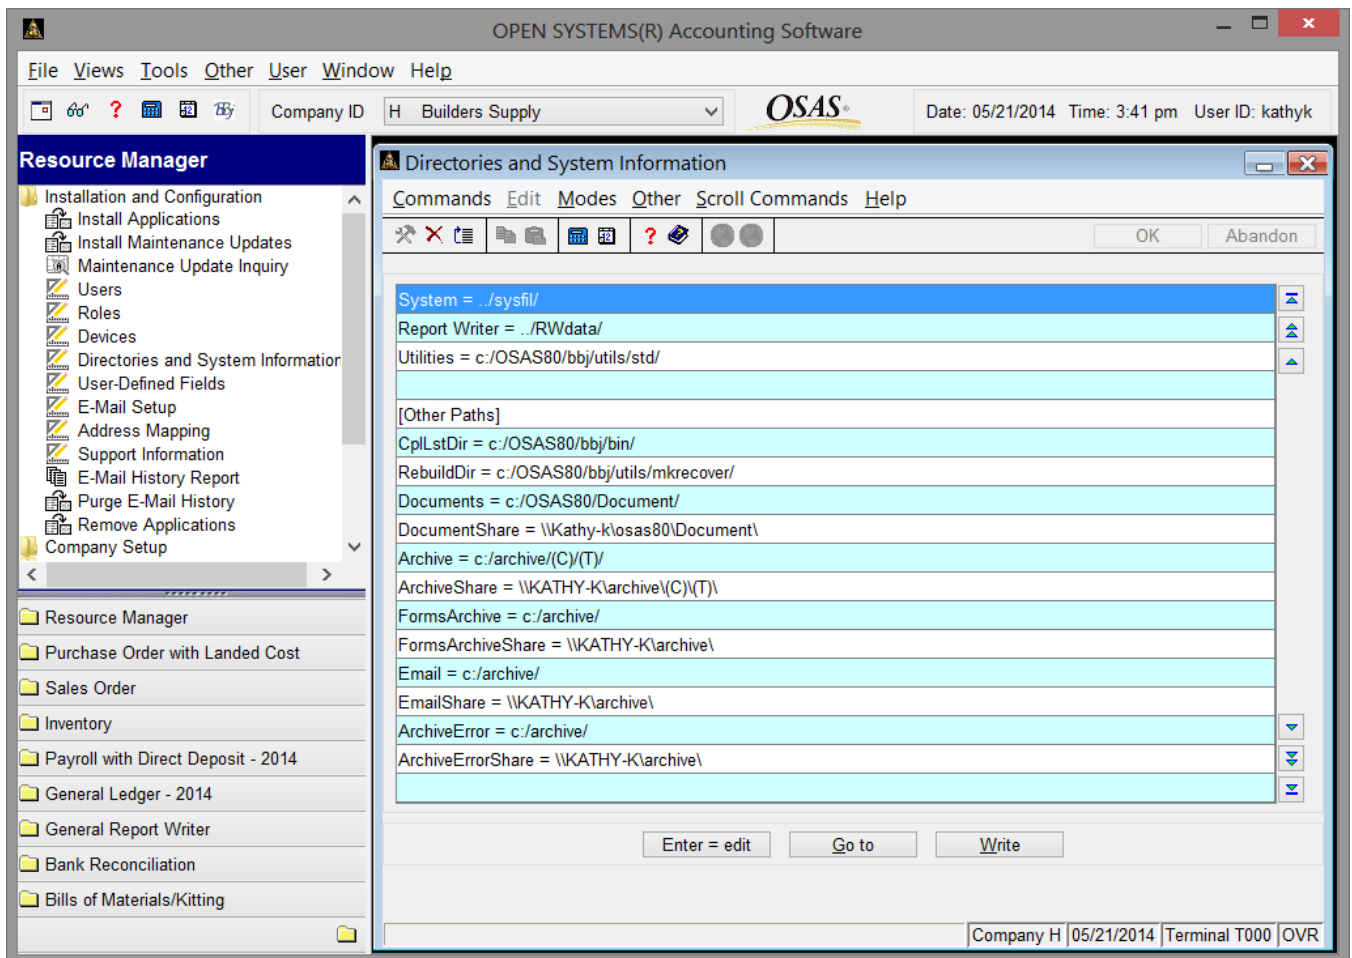 OPEN SYSTEMS(R) Accounting Software
File Views Tools Other User Window Help
Company ID H Builders Supply OSAS Date: 05/21/2014 Time: 3:41 pm User ID: kathyk
Resource Manager
Installation and Configuration
Install Applications
Install Maintenance Updates
Maintenance Update Inquiry
Users
Roles
Devices
Directories and System Information
User-Defined Fields
E-Mail Setup
Address Mapping
Support Information
E-Mail History Report
Purge E-Mail History
Remove Applications
Company Setup
Resource Manager
Purchase Order with Landed Cost
Sales Order
Inventory
Payroll with Direct Deposit - 2014
General Ledger - 2014
General Report Writer
Bank Reconciliation
Bills of Materials/Kitting
Directories and System Information
Commands Edit Modes Other Scroll Commands Help
OK Abandon
System = ../sysfil/
Report Writer = ../RWdata/
Utilities = c:/OSAS80/bbj/utils/std/
[Other Paths]
CplLstDir = c:/OSAS80/bbj/bin/
RebuildDir = c:/OSAS80/bbj/utils/mkrecover/
Documents = c:/OSAS80/Document/
DocumentShare = \\Kathy-k\osas80\Document\
Archive = c:/archive/(C)/(T)/
ArchiveShare = \\KATHY-K\archive\(C)\(T)\
FormsArchive = c:/archive/
FormsArchiveShare = \\KATHY-K\archive\
Email = c:/archive/
EmailShare = \\KATHY-K\archive\
ArchiveError = c:/archive/
ArchiveErrorShare = \\KATHY-K\archive\
Enter = edit Go to Write
Company H 05/21/2014 Terminal T000 OVR